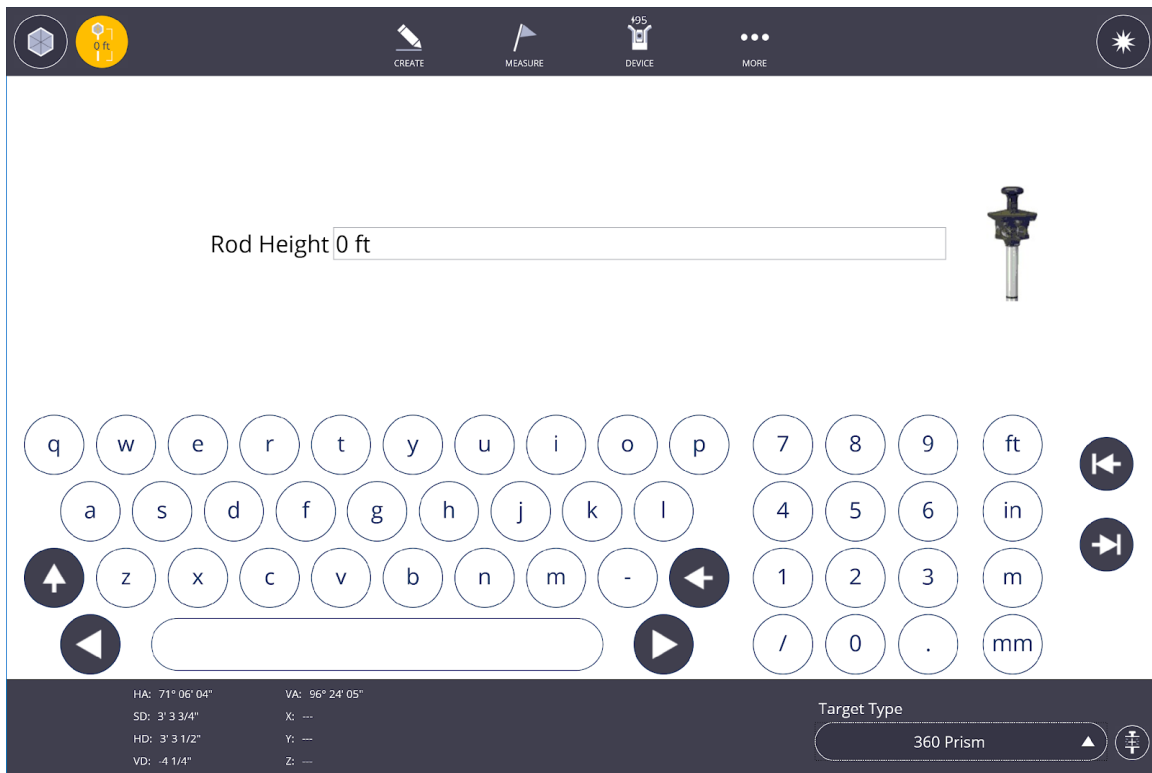 0 ft
95
CREATE
MEASURE
DEVICE
MORE
Rod Height 0 ft
q w e r t y u i o p 7 8 9 ft
a s d f g h j k l 4 5 6 in
z x c v b n m - 1 2 3 m
/ 0 . mm
HA: 71° 06' 04" VA: 96° 24' 05"
SD: 3' 3 3/4" X: ---
HD: 3' 3 1/2" Y: ---
VD: -4 1/4" Z: ---
Target Type
360 Prism